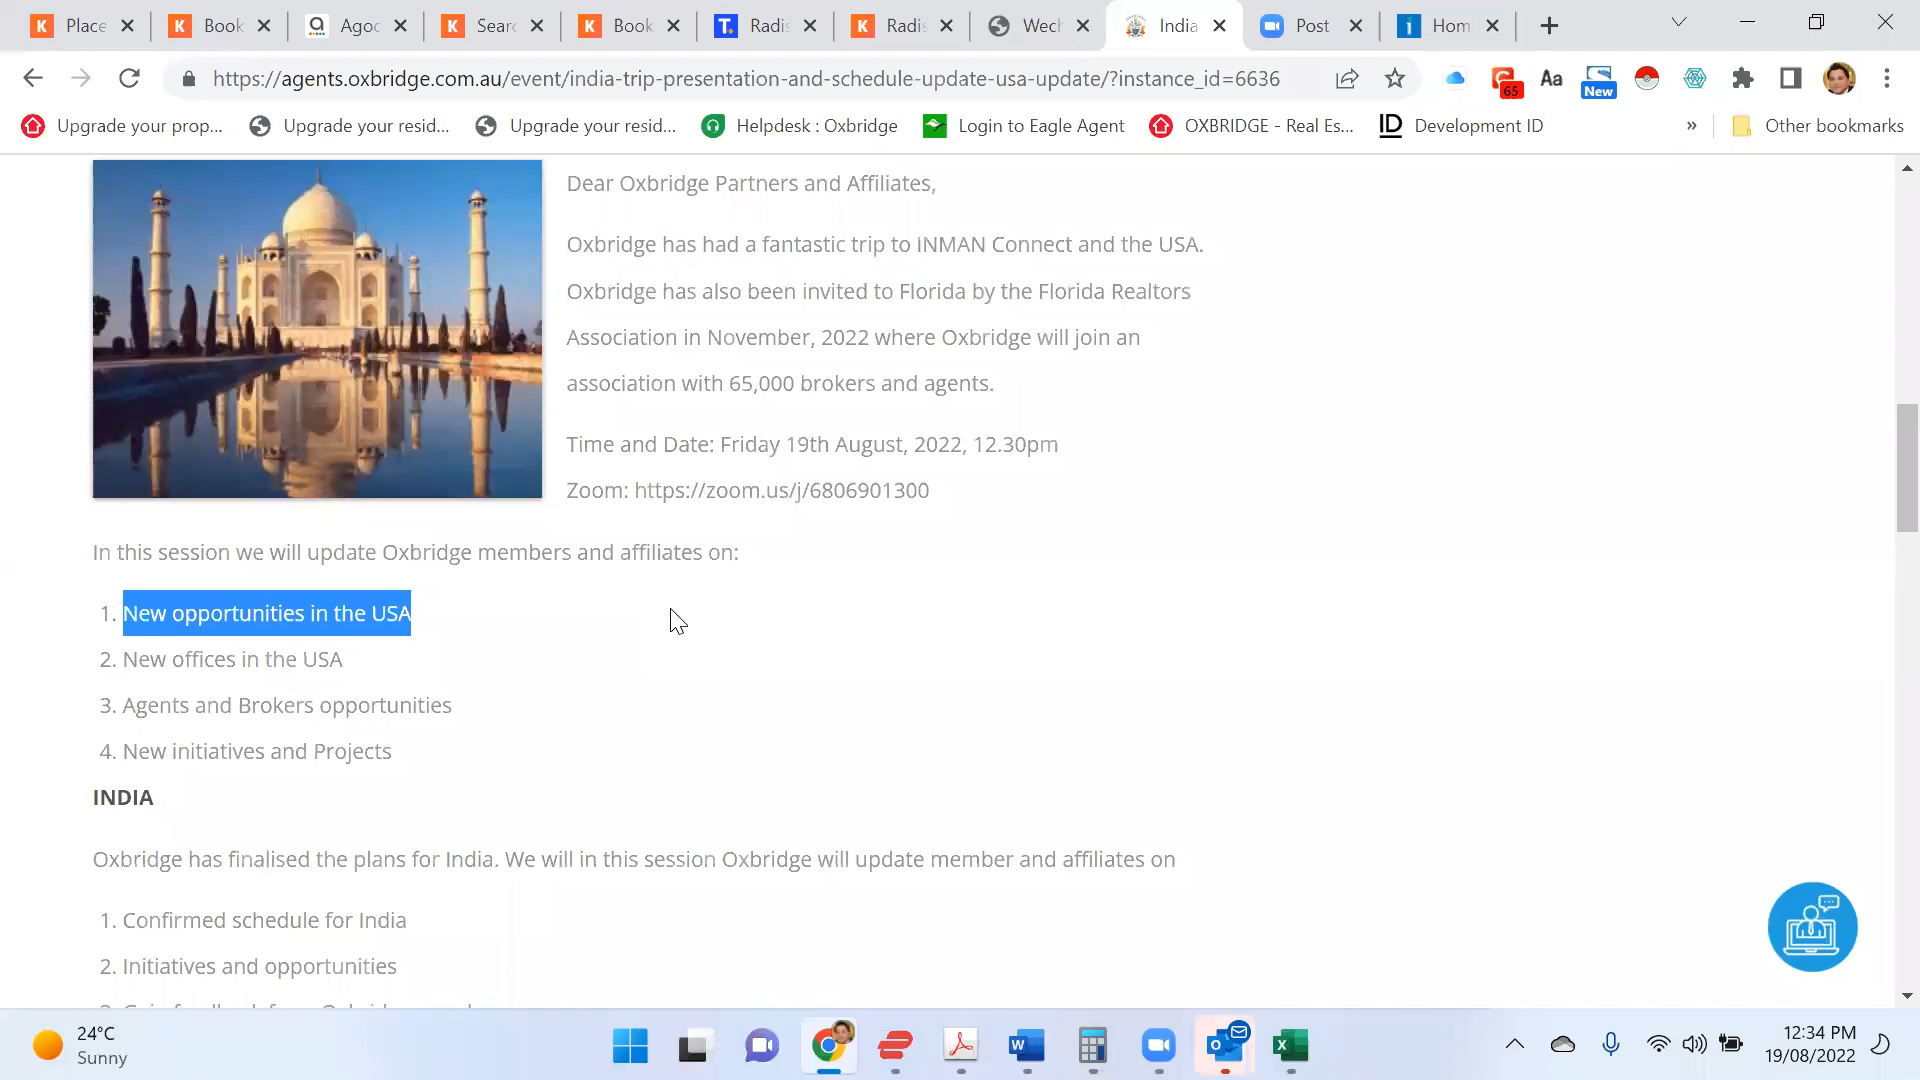 Place
Book
Agoc
Searc
Book
Radis
Radis
Wech
India
Post
Hom
https://agents.oxbridge.com.au/event/india-trip-presentation-and-schedule-update-usa-update/?instance_id=6636
65
Aa
New
Upgrade your prop...
Upgrade your resid...
Upgrade your resid...
Helpdesk : Oxbridge
Login to Eagle Agent
OXBRIDGE - Real Es...
ID Development ID
»
Other bookmarks
Dear Oxbridge Partners and Affiliates,
Oxbridge has had a fantastic trip to INMAN Connect and the USA.
Oxbridge has also been invited to Florida by the Florida Realtors
Association in November, 2022 where Oxbridge will join an
association with 65,000 brokers and agents.
Time and Date: Friday 19th August, 2022, 12.30pm
Zoom: https://zoom.us/j/6806901300
In this session we will update Oxbridge members and affiliates on:
1. New opportunities in the USA
2. New offices in the USA
3. Agents and Brokers opportunities
4. New initiatives and Projects
INDIA
Oxbridge has finalised the plans for India. We will in this session Oxbridge will update member and affiliates on
1. Confirmed schedule for India
2. Initiatives and opportunities
24°C
Sunny
12:34 PM
19/08/2022